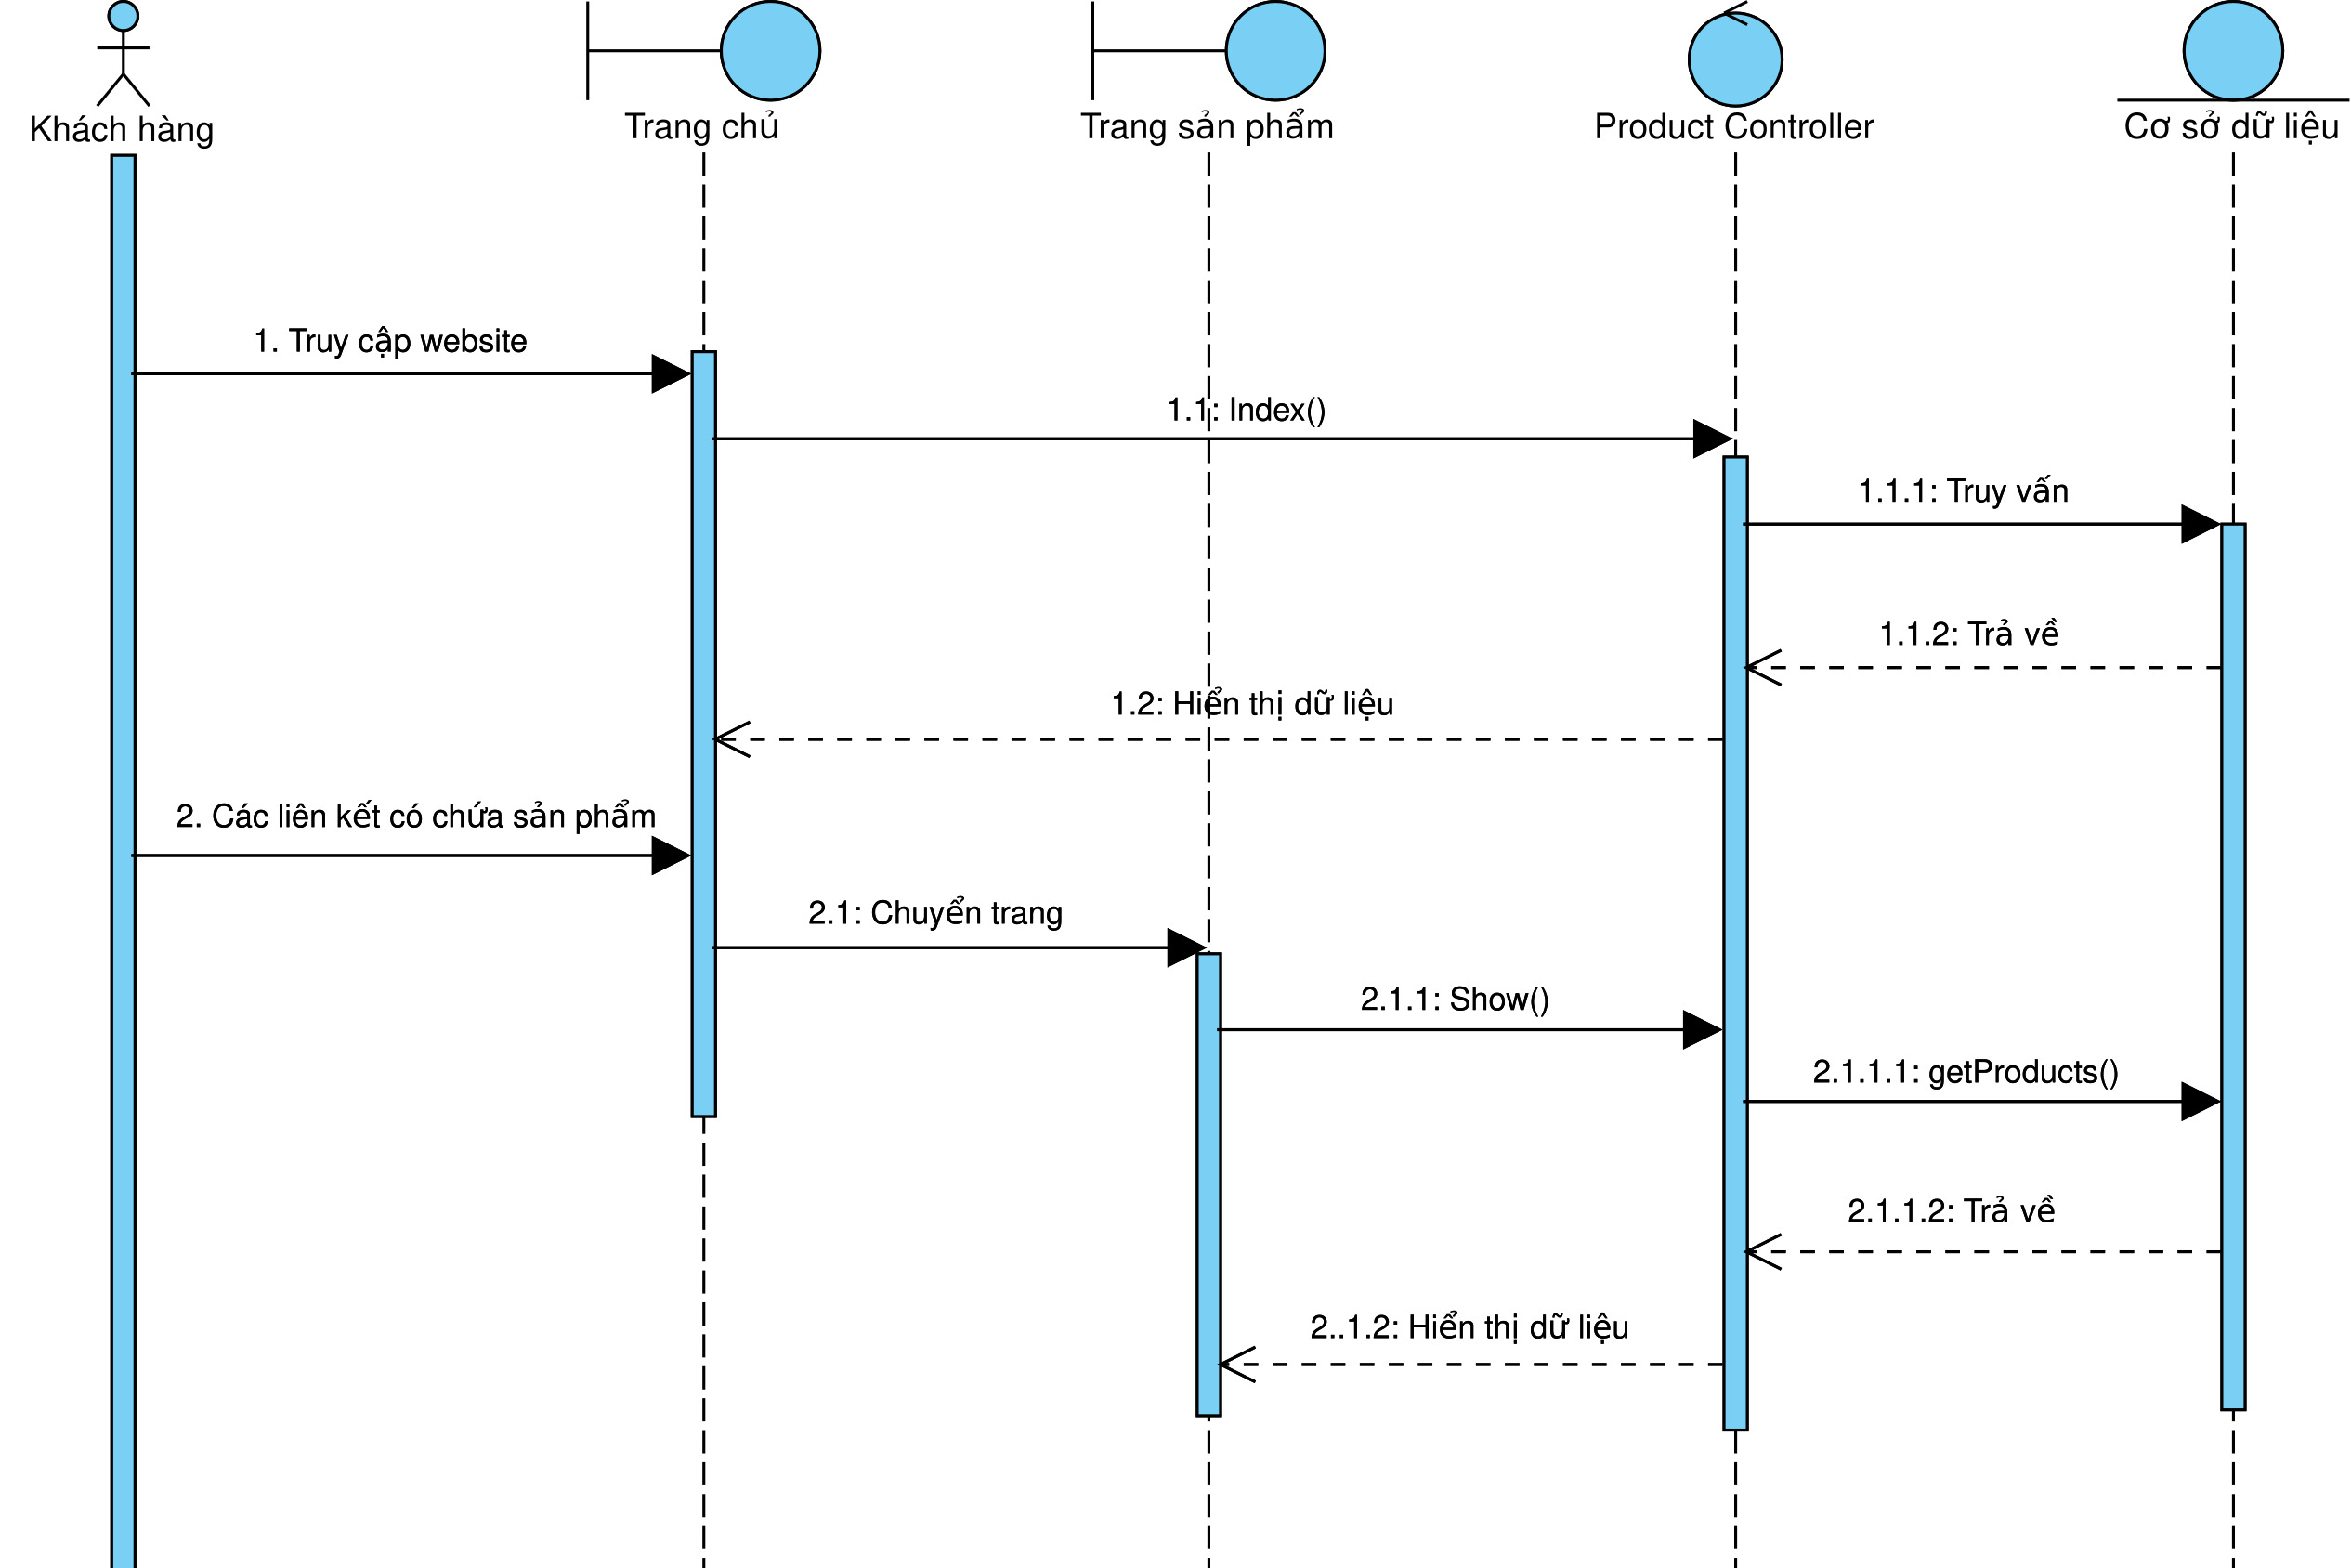 Khách hàng
Trang chủ
Trang sản phẩm
Product Controller
Cơ sở dữ liệu
1. Truy cập website
1.1: Index()
1.1.1: Truy vấn
1.1.2: Trả về
1.2: Hiển thị dữ liệu
2. Các liên kết có chứa sản phẩm
2.1: Chuyển trang
2.1.1: Show()
2.1.1.1: getProducts()
2.1.1.2: Trả về
2..1.2: Hiển thị dữ liệu